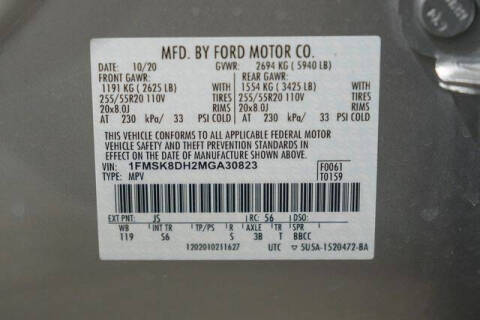 MFD. BY FORD MOTOR CO.
DATE: 10/20 GVWR: 2694 KG ( 5940 LB)
FRONT GAWR: REAR GAWR:
1191 KG ( 2625 LB) WITH 1554 KG ( 3425 LB) WITH
255/55R20 110V TIRES 255/55R20 110V TIRES
20x8.0J RIMS 20x8.0J RIMS
AT 230 kPa/ 33 PSI COLD AT 230 kPa/ 33 PSI COLD
THIS VEHICLE CONFORMS TO ALL APPLICABLE FEDERAL MOTOR
VEHICLE SAFETY AND THEFT PREVENTION STANDARDS IN
EFFECT ON THE DATE OF MANUFACTURE SHOWN ABOVE.
VIN: 1FMSK8DH2MGA30823 F0061
TYPE: MPV T0159
EXT PNT: JS RC: 56 DSO:
WB INT TR TP/PS R AXLE TR SPR
119 S6 S 3B T BBCC
1202010211627 UTC 5U5A-1520472-BA